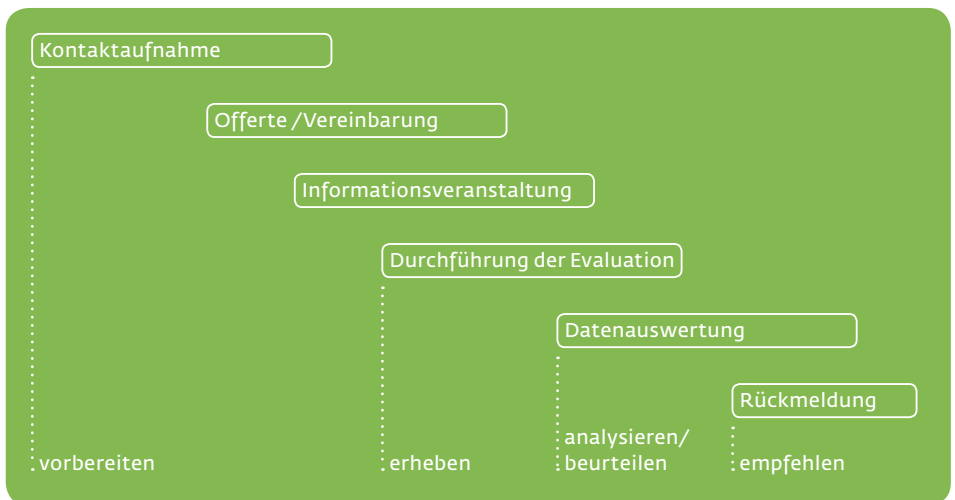 Kontaktaufnahme
Offerte /Vereinbarung
Informationsveranstaltung
Durchführung der Evaluation
Datenauswertung
Rückmeldung
vorbereiten
erheben
analysieren/
beurteilen
empfehlen